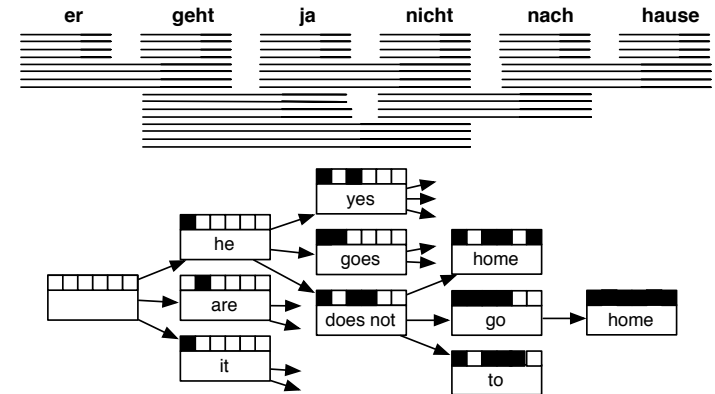 er geht ja nicht nach hause
yes
he
goes
home
are
does not
go
home
it
to